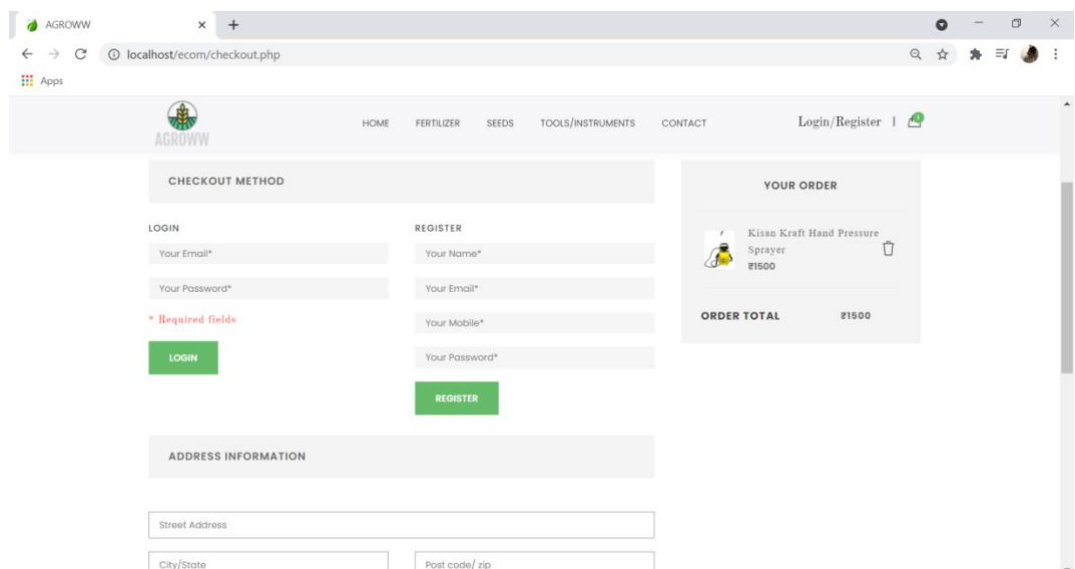 AGROWW
localhost/ecom/checkout.php
Apps
AGROWW
HOME FERTILIZER SEEDS TOOLS/INSTRUMENTS CONTACT Login/Register |
CHECKOUT METHOD
LOGIN
Your Email*
Your Password*
* Required fields
LOGIN
REGISTER
Your Name*
Your Email*
Your Mobile*
Your Password*
REGISTER
ADDRESS INFORMATION
Street Address
City/State
Post code/ zip
YOUR ORDER
Kisan Kraft Hand Pressure
Sprayer
₹1500
ORDER TOTAL ₹1500